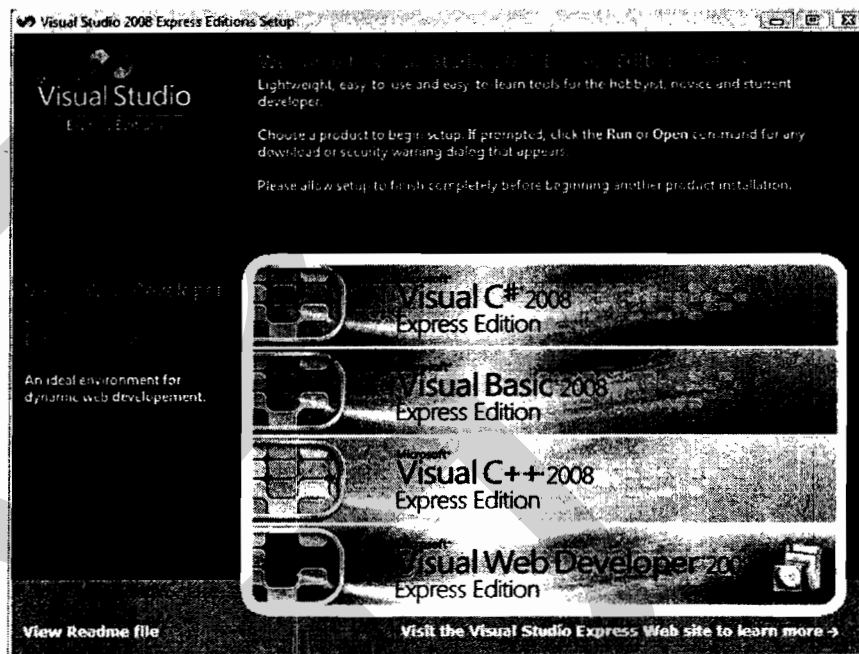 Visual Studio 2008 Express Editions Setup
Visual Studio
Lightweight, easy-to-use and easy-to-learn tools for the hobbyist, novice and student
developer.
Choose a product to begin setup. If prompted, click the Run or Open command for any
download or security warning dialog that appears.
Please allow setup to finish completely before beginning another product installation.
Visual C# 2008
Express Edition
Visual Basic 2008
Express Edition
An ideal environment for
dynamic web developement.
Microsoft
Visual C++ 2008
Express Edition
Visual Web Developer
Express Edition
View Readme file
Visit the Visual Studio Express Web site to learn more →